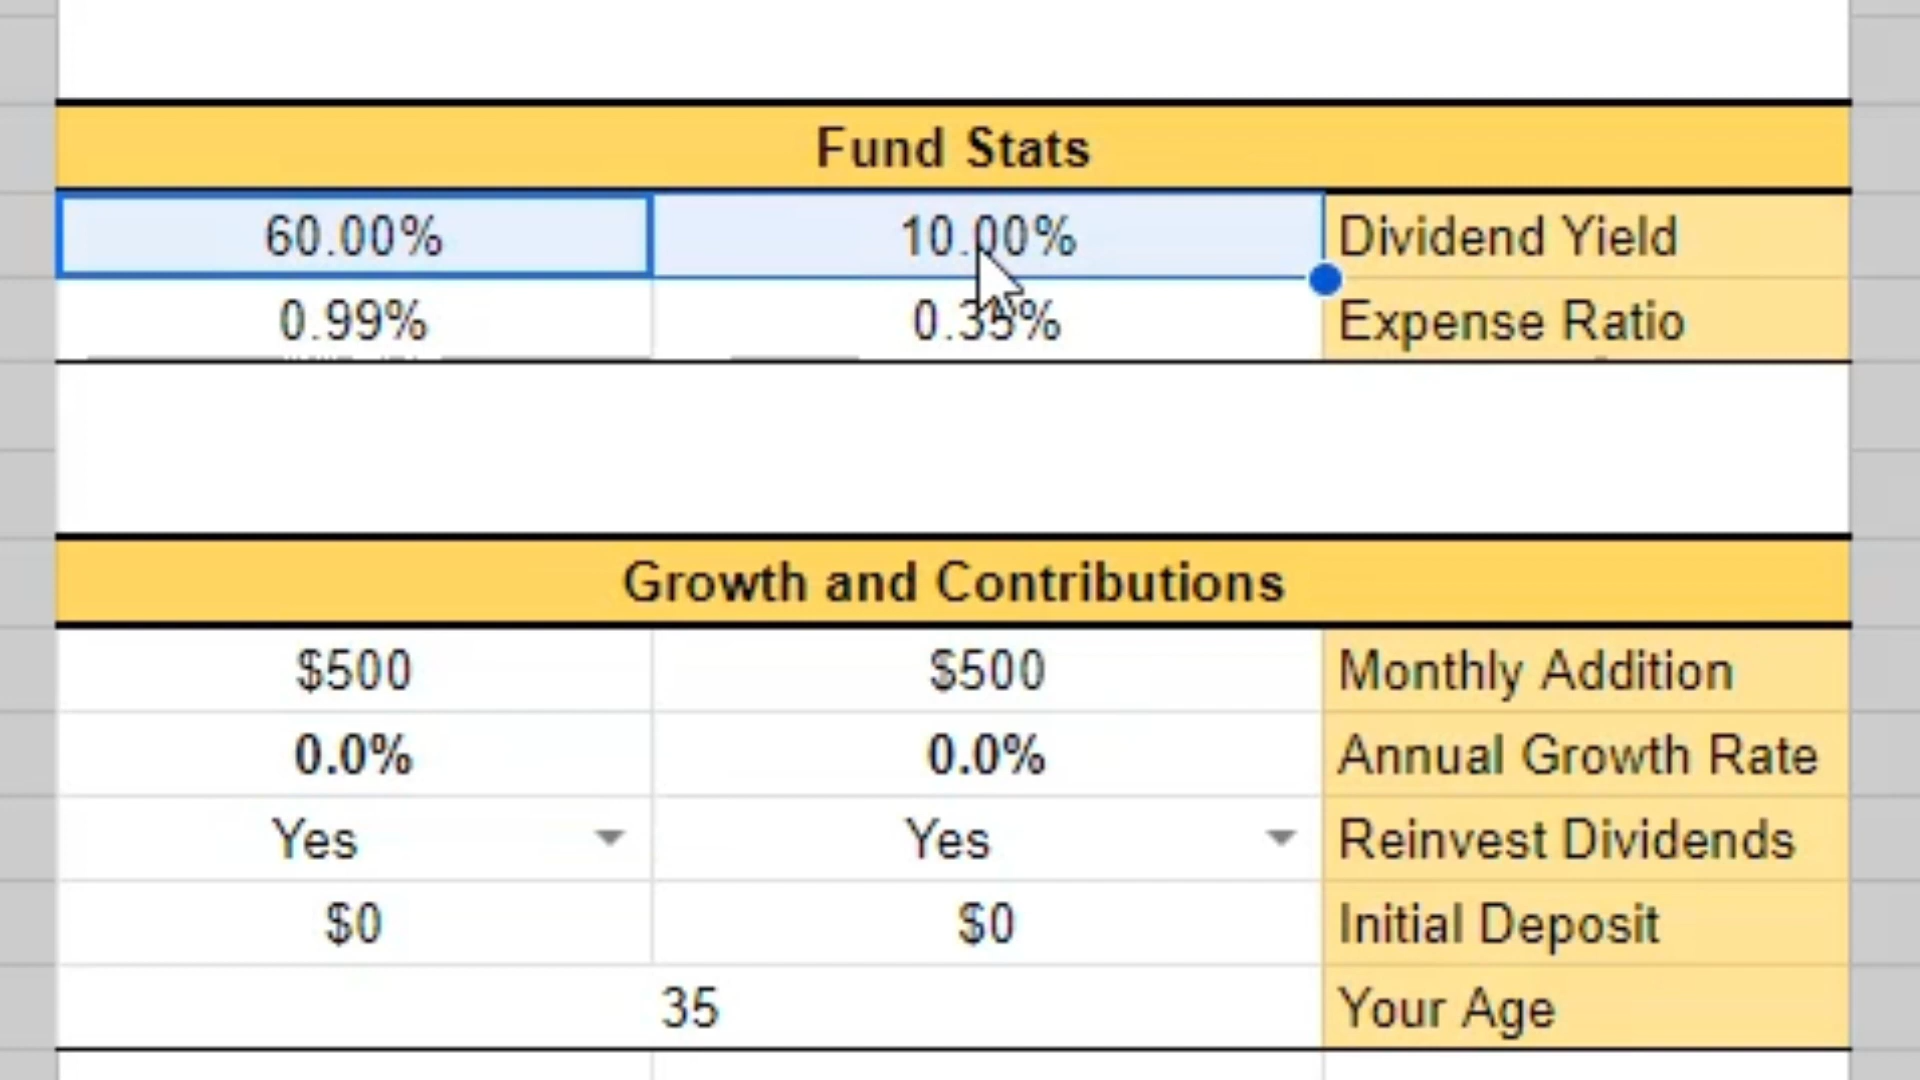 Fund Stats
60.00% 10.00% Dividend Yield
0.99% 0.35% Expense Ratio
Growth and Contributions
$500 $500 Monthly Addition
0.0% 0.0% Annual Growth Rate
Yes Yes Reinvest Dividends
$0 $0 Initial Deposit
35 Your Age